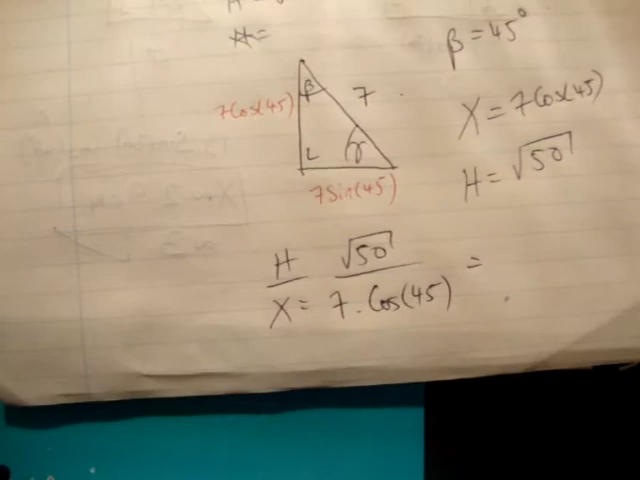 H=
β=45°
β
7
7Cos(45)
X=7Cos(45)
L
γ
H=√50
7Sin(45)
H/X = √50/7.Cos(45) =